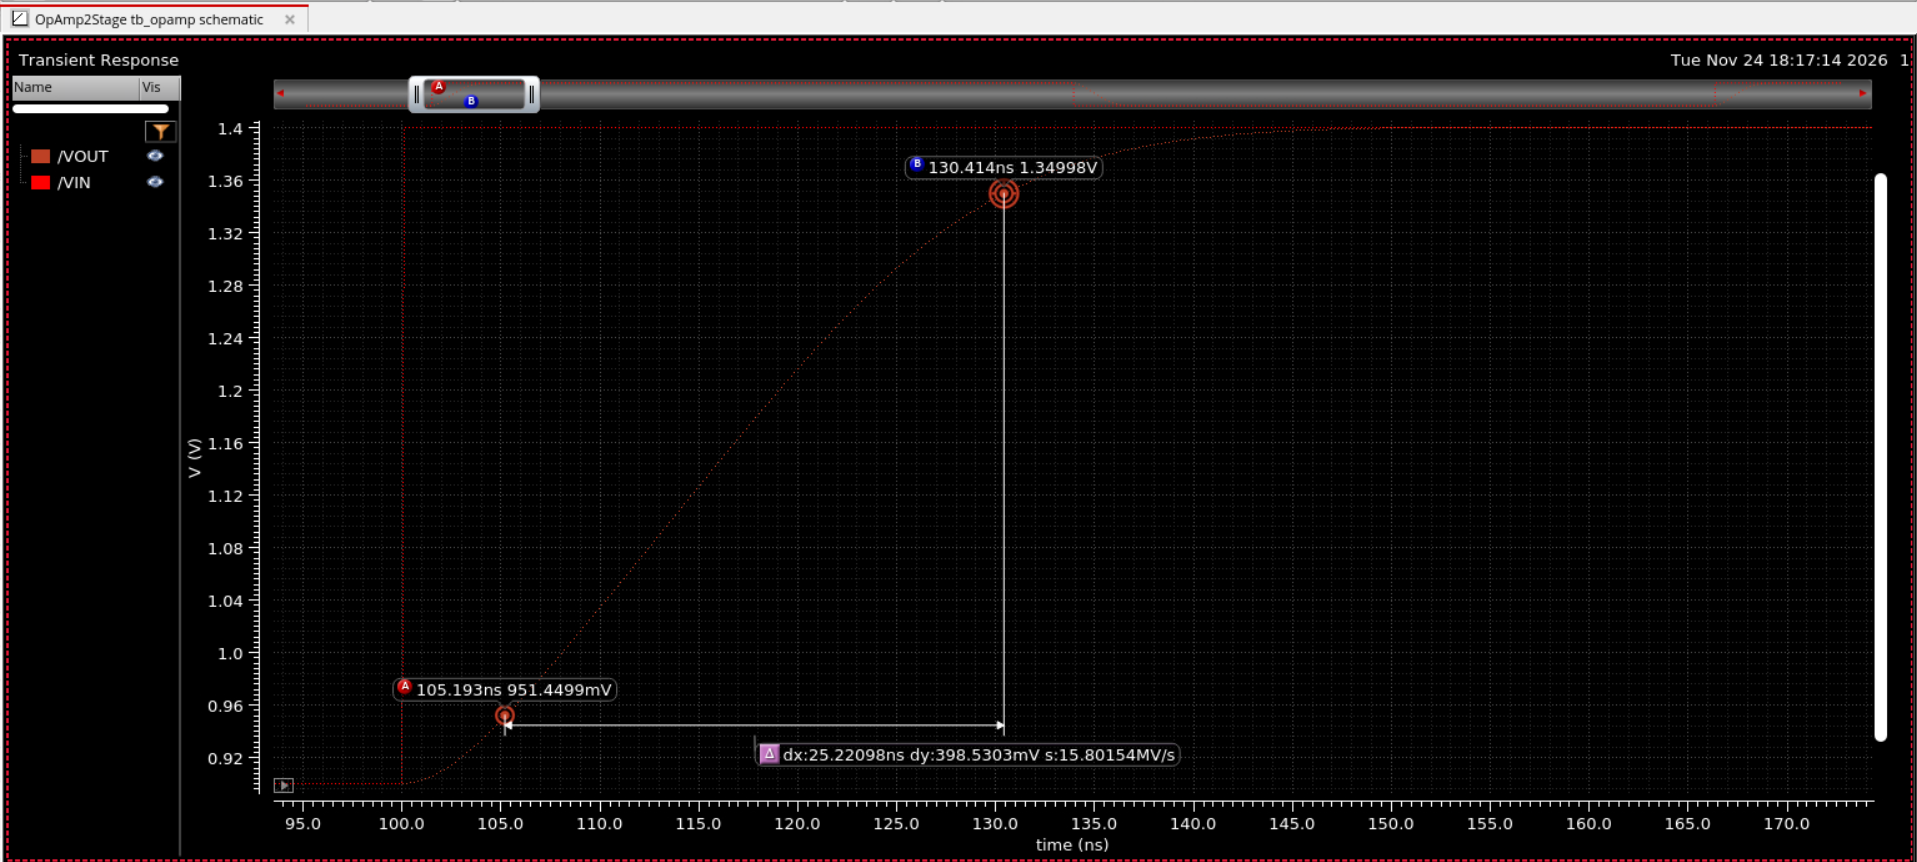 OpAmp2Stage tb_opamp schematic ×
Transient Response
Tue Nov 24 18:17:14 2026 1
Name Vis
A
B
/VOUT
/VIN
1.4
1.36
1.32
1.28
1.24
1.2
1.16
1.12
1.08
1.04
1.0
0.96
0.92
V (V)
B 130.414ns 1.34998V
A 105.193ns 951.4499mV
Δ dx:25.22098ns dy:398.5303mV s:15.80154MV/s
95.0 100.0 105.0 110.0 115.0 120.0 125.0 130.0 135.0 140.0 145.0 150.0 155.0 160.0 165.0 170.0
time (ns)